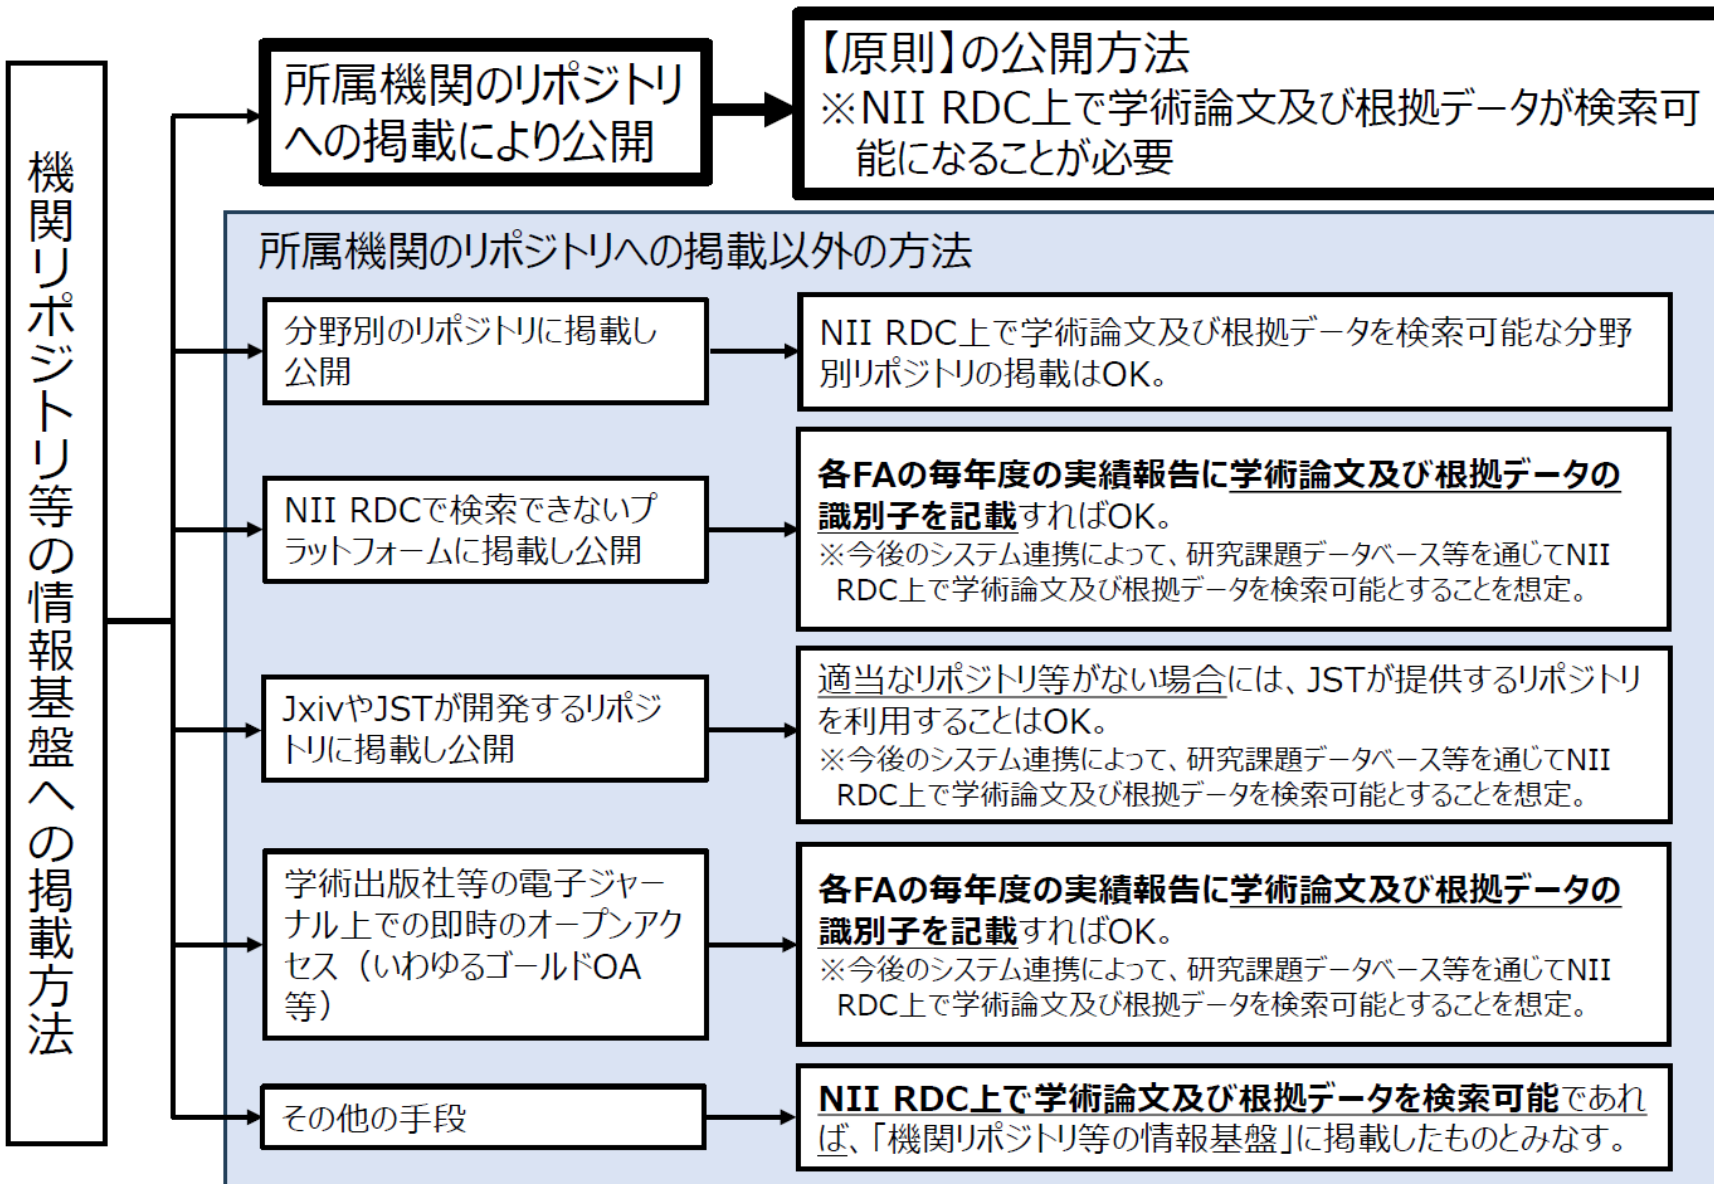 機関リポジトリ等の情報基盤への掲載方法
所属機関のリポジトリ
への掲載により公開
【原則】の公開方法
※NII RDC上で学術論文及び根拠データが検索可
能になることが必要
所属機関のリポジトリへの掲載以外の方法
分野別のリポジトリに掲載し
公開
NII RDC上で学術論文及び根拠データを検索可能な分野
別リポジトリの掲載はOK。
NII RDCで検索できないプ
ラットフォームに掲載し公開
各FAの毎年度の実績報告に学術論文及び根拠データの
識別子を記載すればOK。
※今後のシステム連携によって、研究課題データベース等を通じてNII
RDC上で学術論文及び根拠データを検索可能とすることを想定。
JxivやJSTが開発するリポジ
トリに掲載し公開
適当なリポジトリ等がない場合には、JSTが提供するリポジトリ
を利用することはOK。
※今後のシステム連携によって、研究課題データベース等を通じてNII
RDC上で学術論文及び根拠データを検索可能とすることを想定。
学術出版社等の電子ジャー
ナル上での即時のオープンアク
セス（いわゆるゴールドOA
等）
各FAの毎年度の実績報告に学術論文及び根拠データの
識別子を記載すればOK。
※今後のシステム連携によって、研究課題データベース等を通じてNII
RDC上で学術論文及び根拠データを検索可能とすることを想定。
その他の手段
NII RDC上で学術論文及び根拠データを検索可能であれ
ば、「機関リポジトリ等の情報基盤」に掲載したものとみなす。